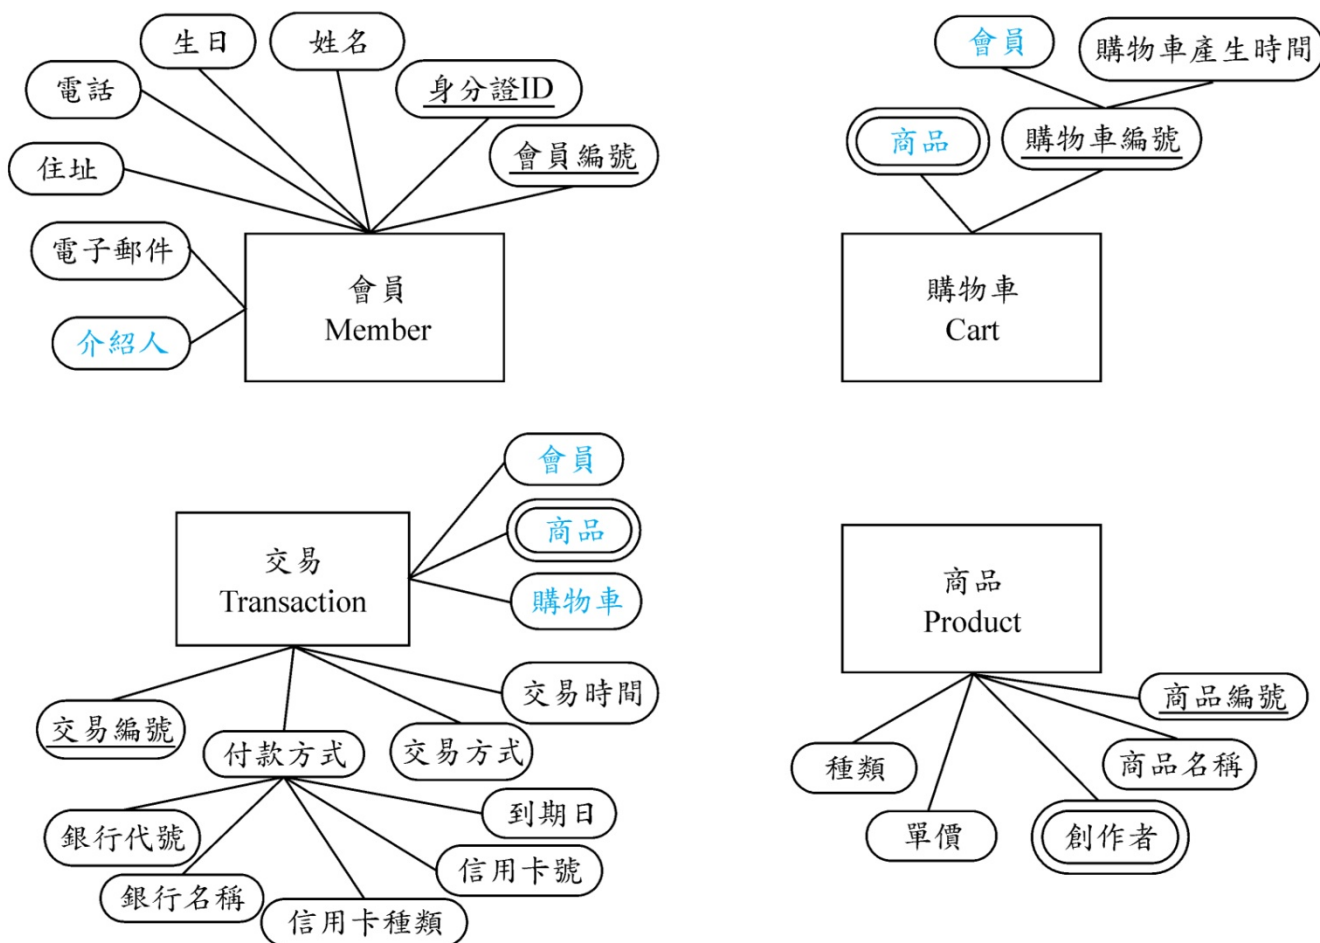 生日
姓名
電話
身分證ID
住址
會員編號
電子郵件
介紹人
會員
Member
會員
購物車產生時間
商品
購物車編號
購物車
Cart
交易
Transaction
會員
商品
購物車
交易編號
付款方式
交易方式
交易時間
銀行代號
銀行名稱
信用卡種類
信用卡號
到期日
商品
Product
商品編號
種類
商品名稱
單價
創作者